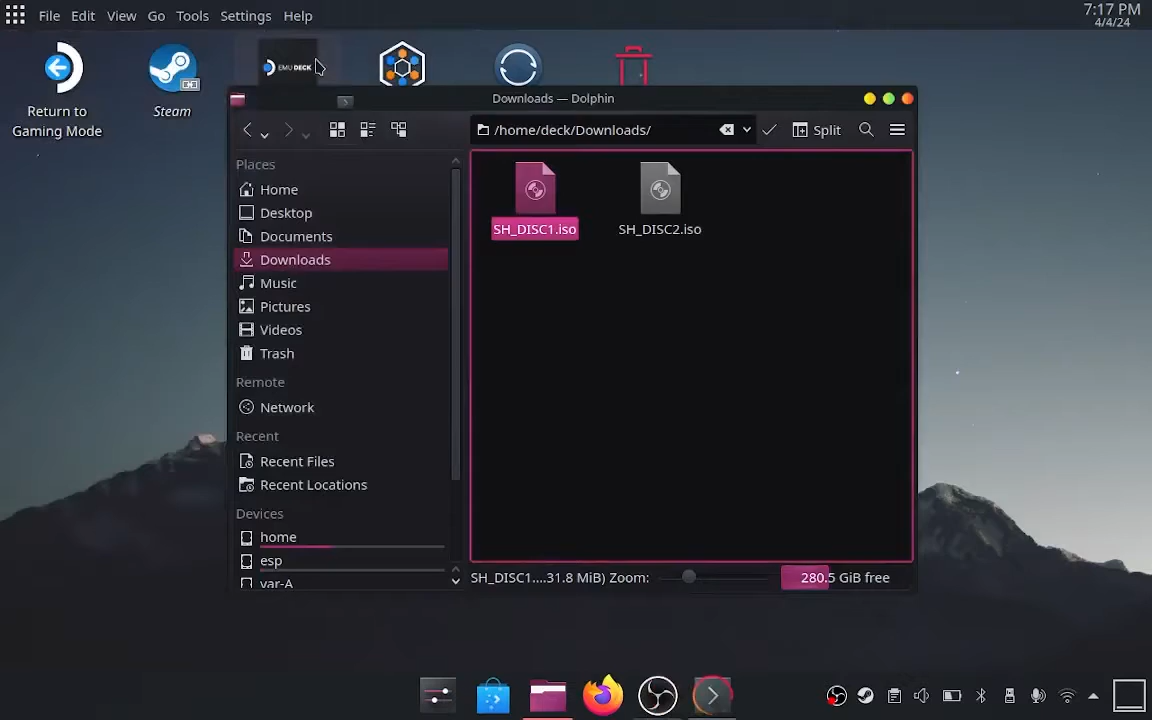 File Edit View Go Tools Settings Help
7:17 PM
4/4/24
Return to
Gaming Mode
Steam
EMU DECK
Downloads — Dolphin
/home/deck/Downloads/
Split
Places
Home
Desktop
Documents
Downloads
Music
Pictures
Videos
Trash
Remote
Network
Recent
Recent Files
Recent Locations
Devices
home
esp
var-A
SH_DISC1.iso
SH_DISC2.iso
SH_DISC1....31.8 MiB) Zoom:
280.5 GiB free